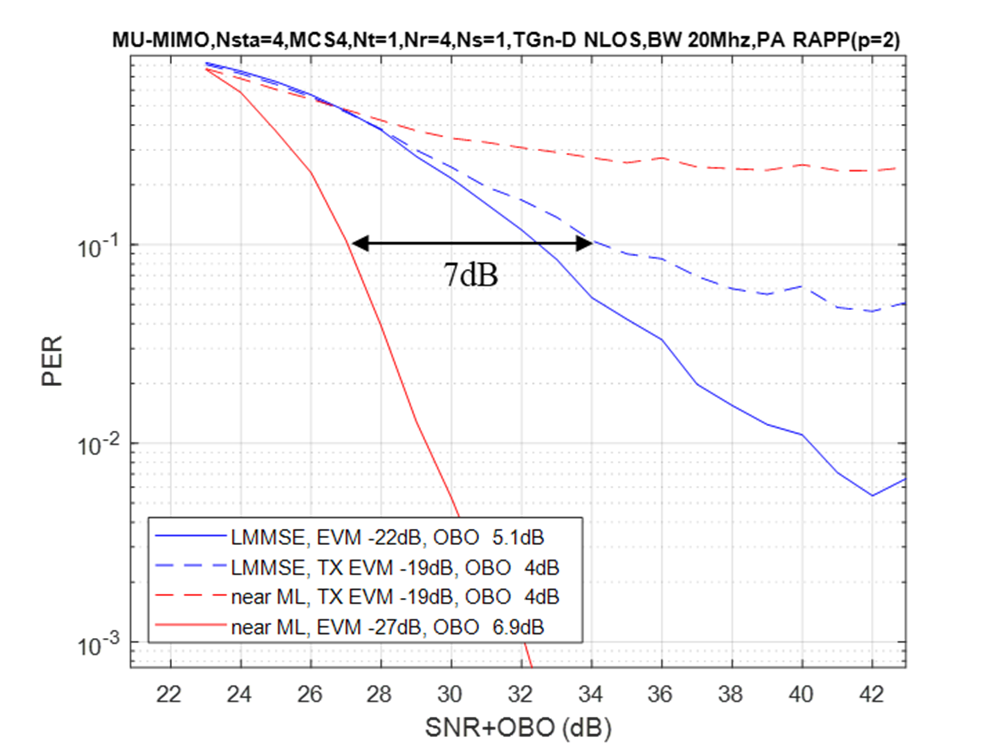 MU-MIMO,Nsta=4,MCS4,Nt=1,Nr=4,Ns=1,TGn-D NLOS,BW 20Mhz,PA RAPP(p=2)
10-1
7dB
PER
10-2
LMMSE, EVM -22dB, OBO 5.1dB
LMMSE, TX EVM -19dB, OBO 4dB
near ML, TX EVM -19dB, OBO 4dB
near ML, EVM -27dB, OBO 6.9dB
10-3
22 24 26 28 30 32 34 36 38 40 42
SNR+OBO (dB)